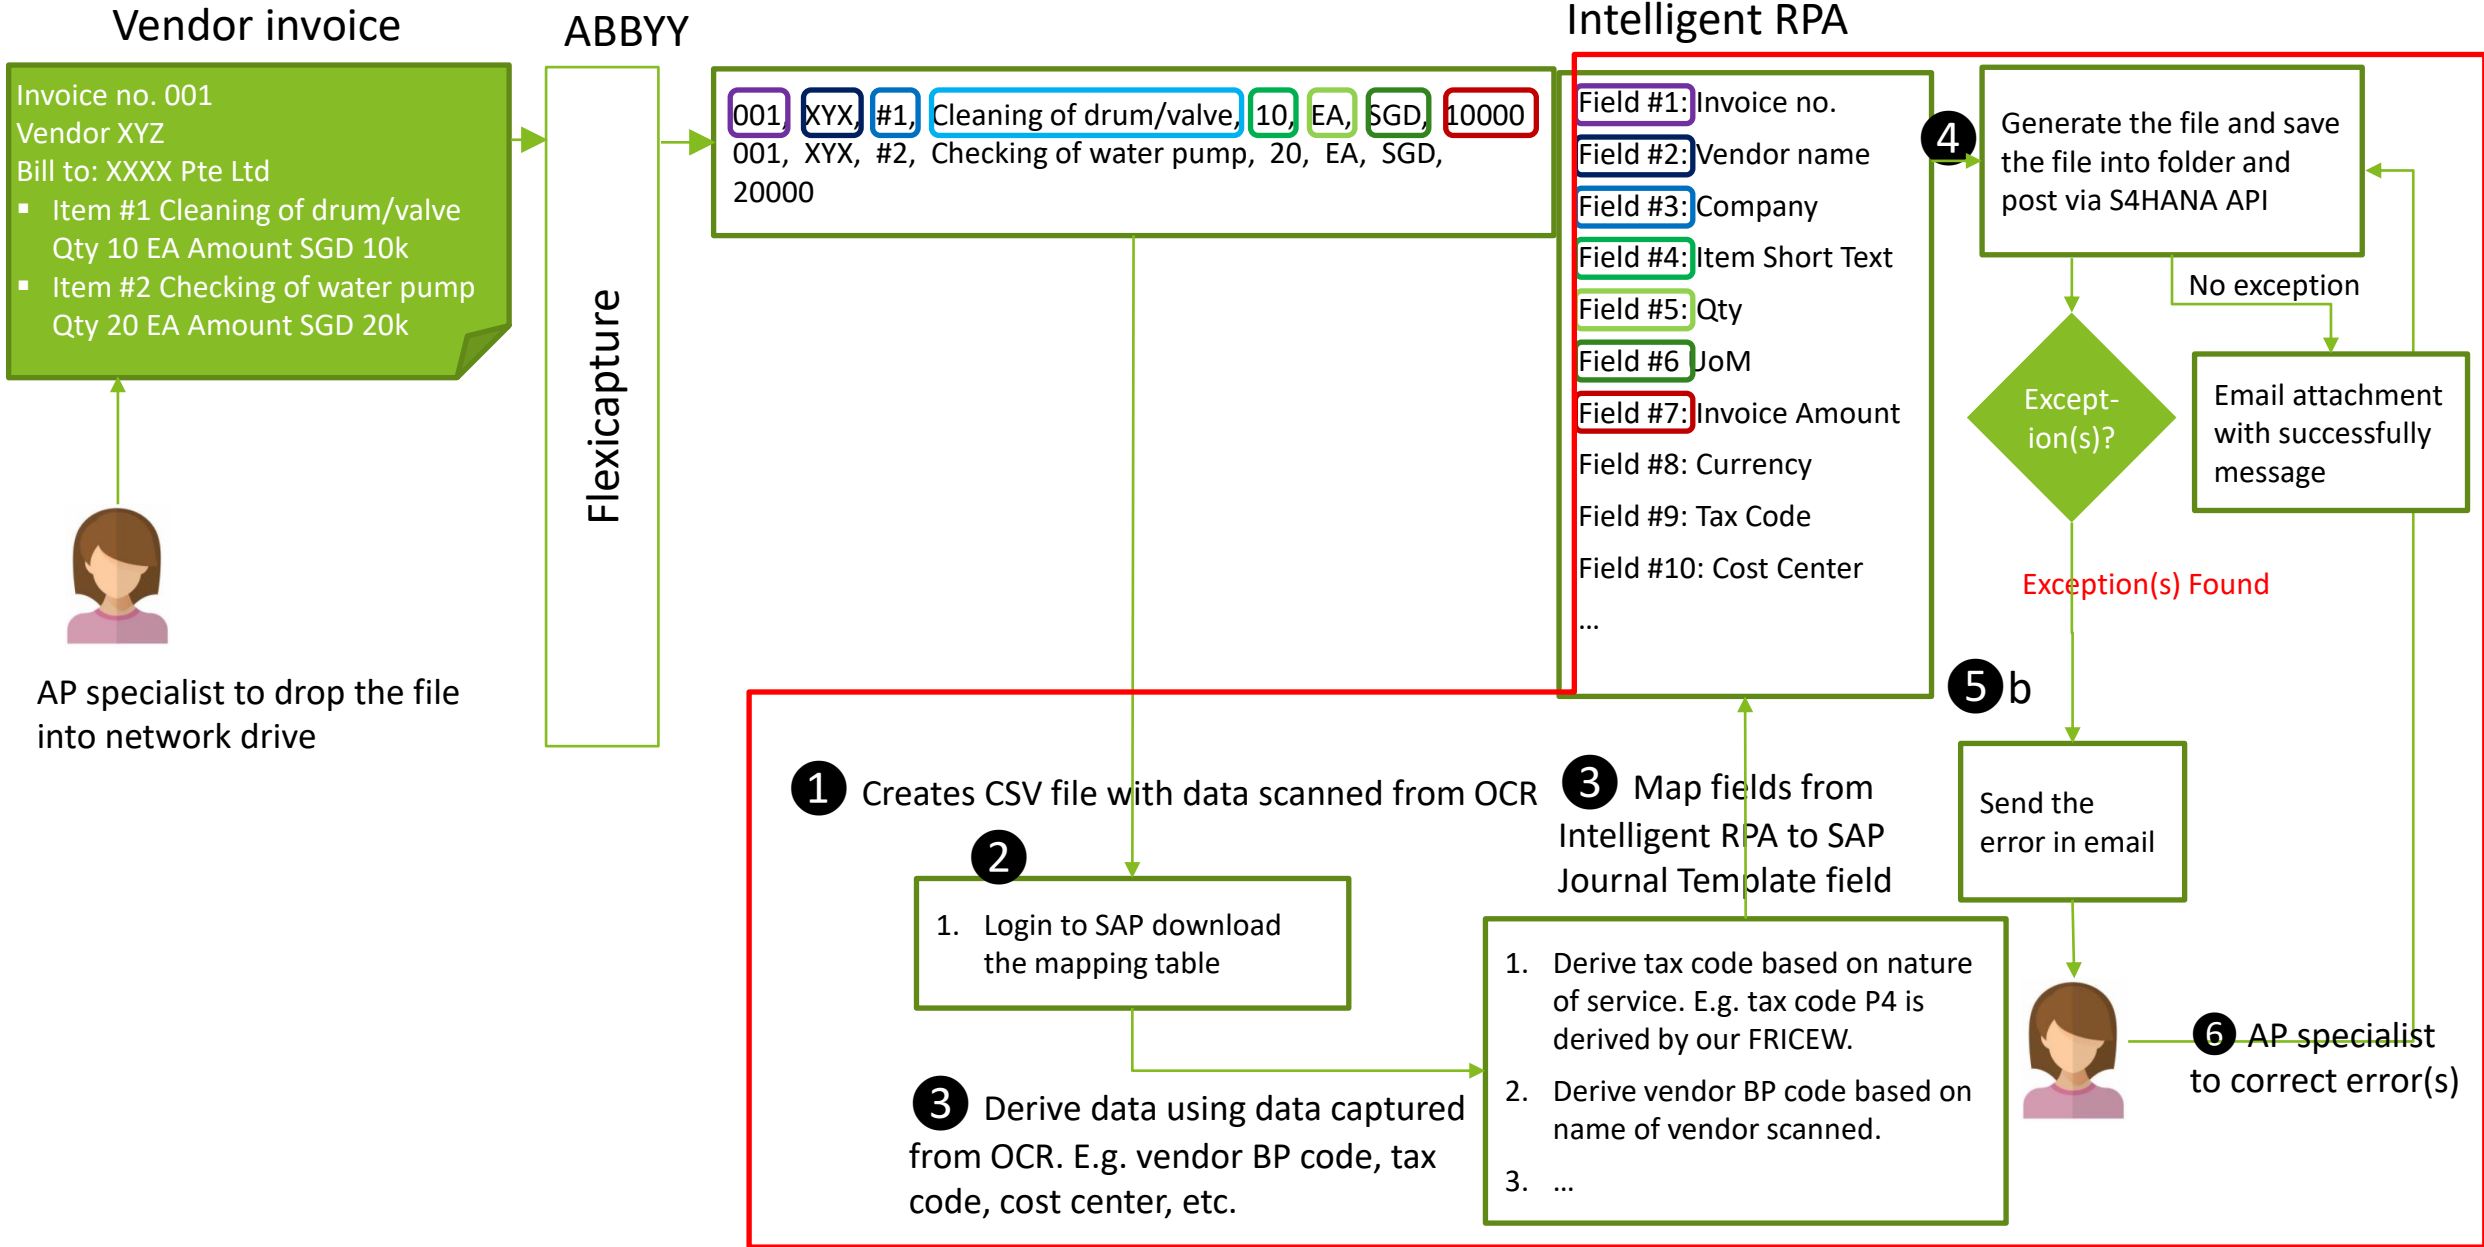 Vendor invoice
Invoice no. 001
Vendor XYZ
Bill to: XXXX Pte Ltd
▪ Item #1 Cleaning of drum/valve
Qty 10 EA Amount SGD 10k
▪ Item #2 Checking of water pump
Qty 20 EA Amount SGD 20k
AP specialist to drop the file
into network drive
ABBYY
Flexicapture
001, XYX, #1, Cleaning of drum/valve, 10, EA, SGD, 10000
001, XYX, #2, Checking of water pump, 20, EA, SGD,
20000
Intelligent RPA
Field #1: Invoice no.
Field #2: Vendor name
Field #3: Company
Field #4: Item Short Text
Field #5: Qty
Field #6 UoM
Field #7: Invoice Amount
Field #8: Currency
Field #9: Tax Code
Field #10: Cost Center
...
4
Generate the file and save
the file into folder and
post via S4HANA API
No exception
Except-
ion(s)?
Email attachment
with successfully
message
Exception(s) Found
5 b
Send the
error in email
6 AP specialist
to correct error(s)
1 Creates CSV file with data scanned from OCR
2
1. Login to SAP download
the mapping table
3 Derive data using data captured
from OCR. E.g. vendor BP code, tax
code, cost center, etc.
3 Map fields from
Intelligent RPA to SAP
Journal Template field
1. Derive tax code based on nature
of service. E.g. tax code P4 is
derived by our FRICEW.
2. Derive vendor BP code based on
name of vendor scanned.
3. ...